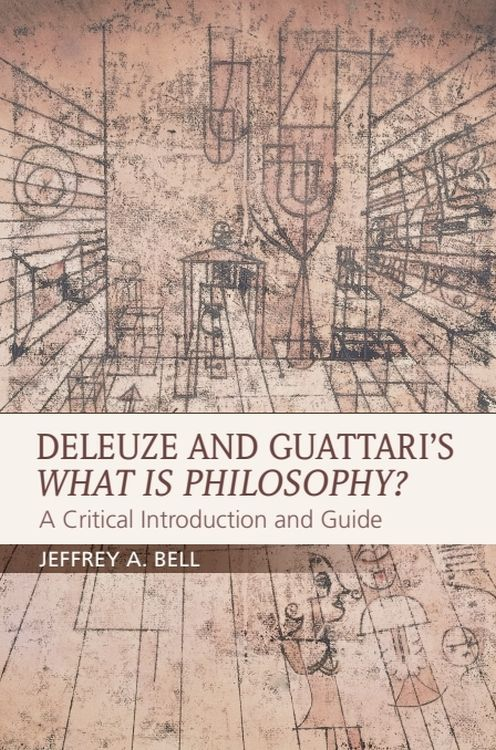 DELEUZE AND GUATTARI'S
WHAT IS PHILOSOPHY?
A Critical Introduction and Guide
JEFFREY A. BELL